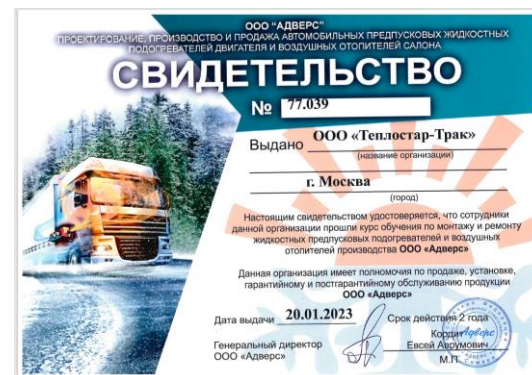 ООО "АДВЕРС"
ПРОЕКТИРОВАНИЕ, ПРОИЗВОДСТВО И ПРОДАЖА АВТОМОБИЛЬНЫХ ПРЕДПУСКОВЫХ ЖИДКОСТНЫХ
ПОДОГРЕВАТЕЛЕЙ ДВИГАТЕЛЯ И ВОЗДУШНЫХ ОТОПИТЕЛЕЙ САЛОНА
СВИДЕТЕЛЬСТВО
№ 77.039
Выдано ООО «Теплостар-Трак»
(название организации)
г. Москва
(город)
Настоящим свидетельством удостоверяется, что сотрудники
данной организации прошли курс обучения по монтажу и ремонту
жидкостных предпусковых подогревателей и воздушных
отопителей производства ООО «Адверс»
Данная организация имеет полномочия по продаже, установке,
гарантийному и постгарантийному обслуживанию продукции
ООО «Адверс»
Дата выдачи 20.01.2023 Срок действия 2 года
Генеральный директор
ООО «Адверс»
Евсей Аврумович
М.П.